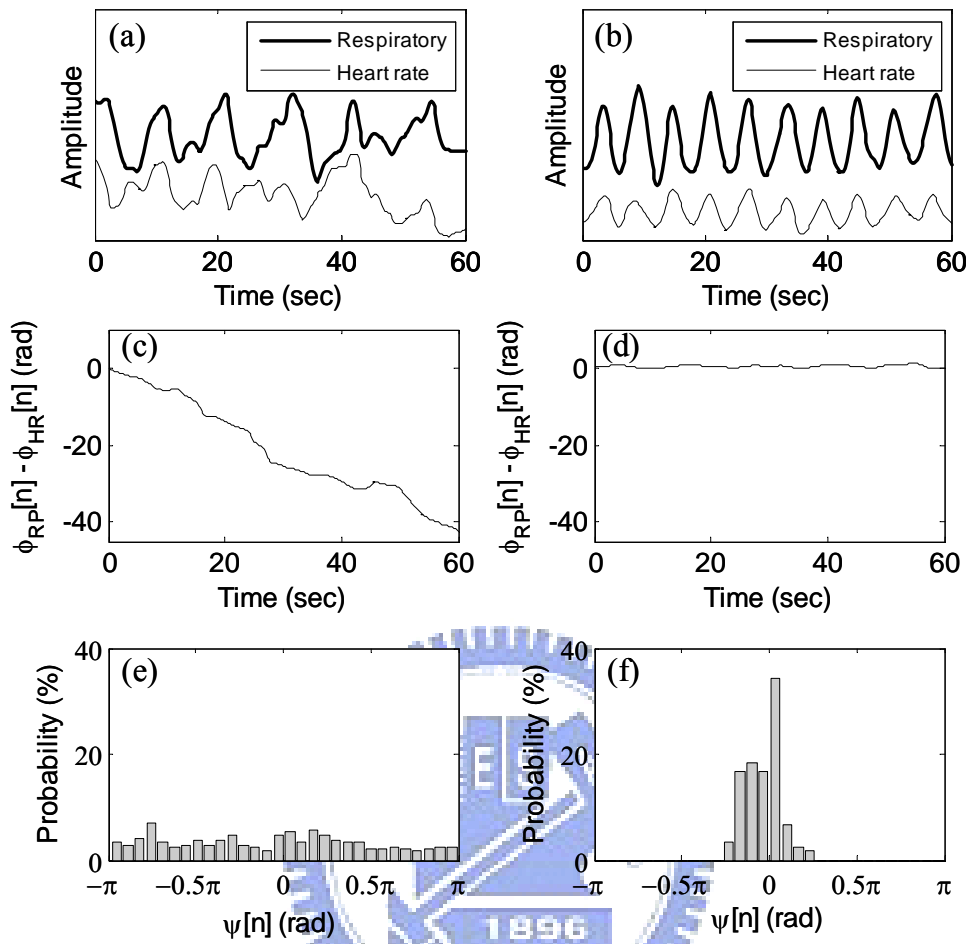 (a)
Respiratory
Heart rate
Amplitude
0 20 40 60
Time (sec)
(b)
Respiratory
Heart rate
Amplitude
0 20 40 60
Time (sec)
(c)
ϕRP[n] - ϕHR[n] (rad)
0
-20
-40
0 20 40 60
Time (sec)
(d)
ϕRP[n] - ϕHR[n] (rad)
0
-20
-40
0 20 40 60
Time (sec)
(e)
Probability (%)
40
20
0
−π -0.5π 0 0.5π π
ψ[n] (rad)
(f)
Probability (%)
40
20
0
−π -0.5π 0 0.5π π
ψ[n] (rad)
E S
1896